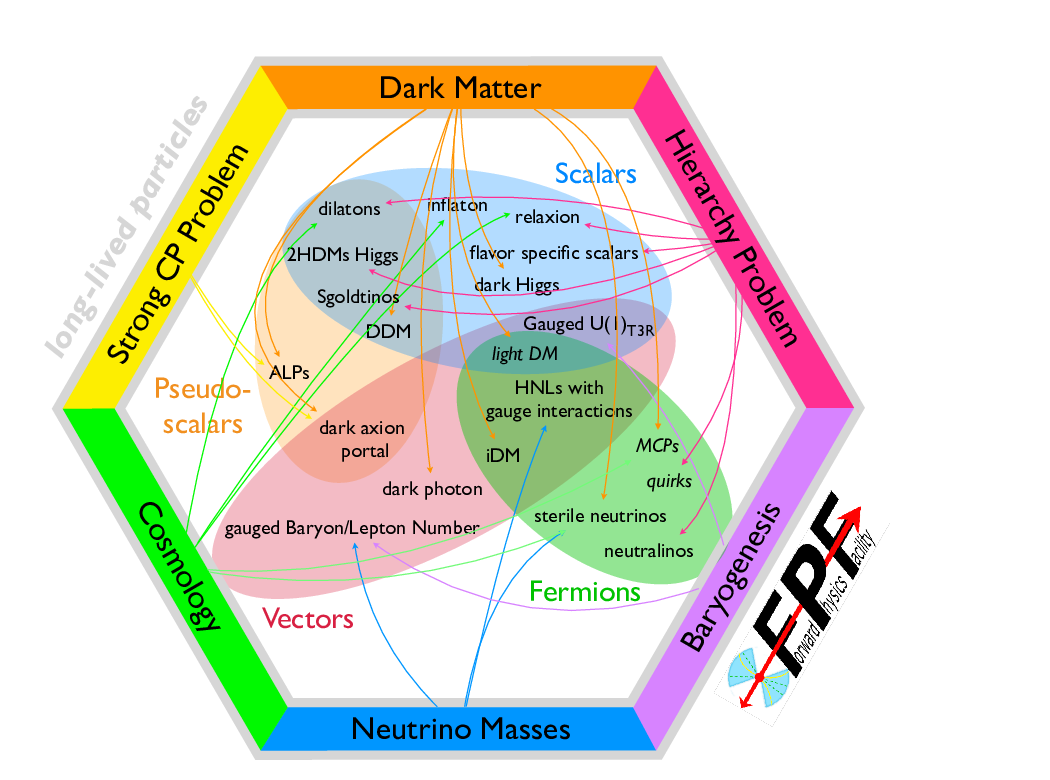 Dark Matter
long-lived particles
Strong CP Problem
Hierarchy Problem
Scalars
dilatons
inflaton
relaxion
2HDMs Higgs
flavor specific scalars
dark Higgs
Sgoldtinos
DDM
Gauged U(1)T3R
light DM
ALPs
Pseudo-
scalars
HNLs with
gauge interactions
dark axion
portal
iDM
MCPs
quirks
dark photon
gauged Baryon/Lepton Number
sterile neutrinos
neutralinos
Fermions
Vectors
Cosmology
Baryogenesis
FPF
Forward Physics Facility
Neutrino Masses